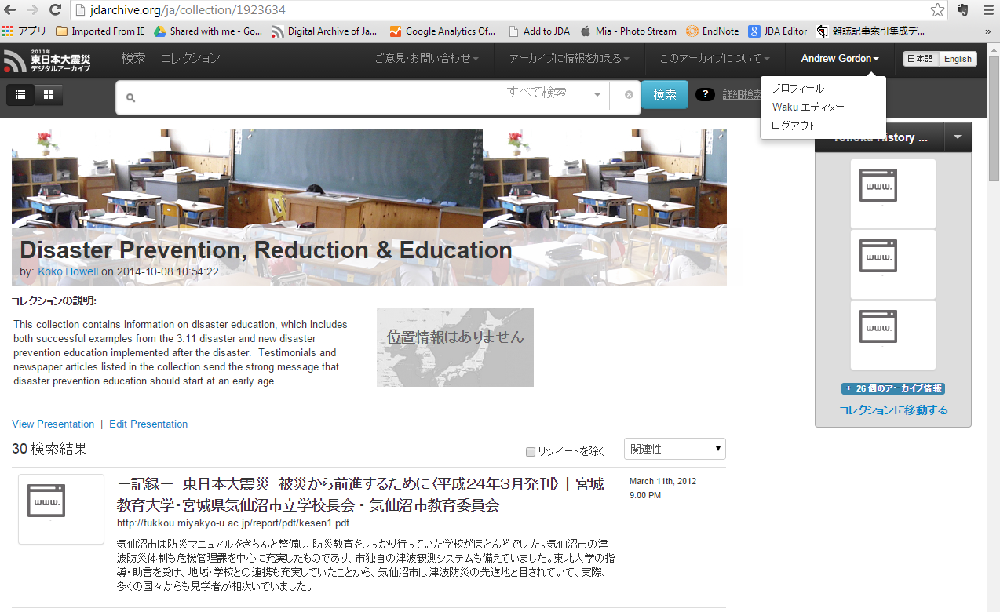 jdarchive.org/ja/collection/1923634
アプリ Imported From IE Shared with me - Go... Digital Archive of Ja... Google Analytics Of... Add to JDA Mia - Photo Stream EndNote JDA Editor 雑誌記事索引集成デ... »
2011年
東日本大震災
デジタルアーカイブ
検索 コレクション ご意見・お問い合わせ アーカイブに情報を加える このアーカイブについて Andrew Gordon 日本語 English
すべて検索 検索 ? 詳細検索
プロフィール
Waku エディター
ログアウト
History ...
www.
www.
www.
+ 26 個のアーカイブ情報
コレクションに移動する
Disaster Prevention, Reduction & Education
by: Koko Howell on 2014-10-08 10:54:22
コレクションの説明:
This collection contains information on disaster education, which includes
both successful examples from the 3.11 disaster and new disaster
prevention education implemented after the disaster.  Testimonials and
newspaper articles listed in the collection send the strong message that
disaster prevention education should start at an early age.
位置情報はありません
View Presentation | Edit Presentation
30 検索結果
リツイートを除く 関連性
www.
ー記録ー　東日本大震災　被災から前進するために〈平成２４年３月発刊〉 | 宮城
教育大学・宮城県気仙沼市立学校長会・気仙沼市教育委員会
http://fukkou.miyakyo-u.ac.jp/report/pdf/kesen1.pdf
March 11th, 2012
9:00 PM
気仙沼市は防災マニュアルをきちんと整備し、防災教育をしっかり行っていた学校がほとんどでし た。気仙沼市の津
波防災体制も危機管理課を中心に充実したものであり、市独自の津波観測システムも備えていました。東北大学の指
導・助言を受け、地域・学校との連携も充実していたことから、気仙沼市は津波防災の先進地と目されていて、実際、
多くの国々からも見学者が相次いでいました。